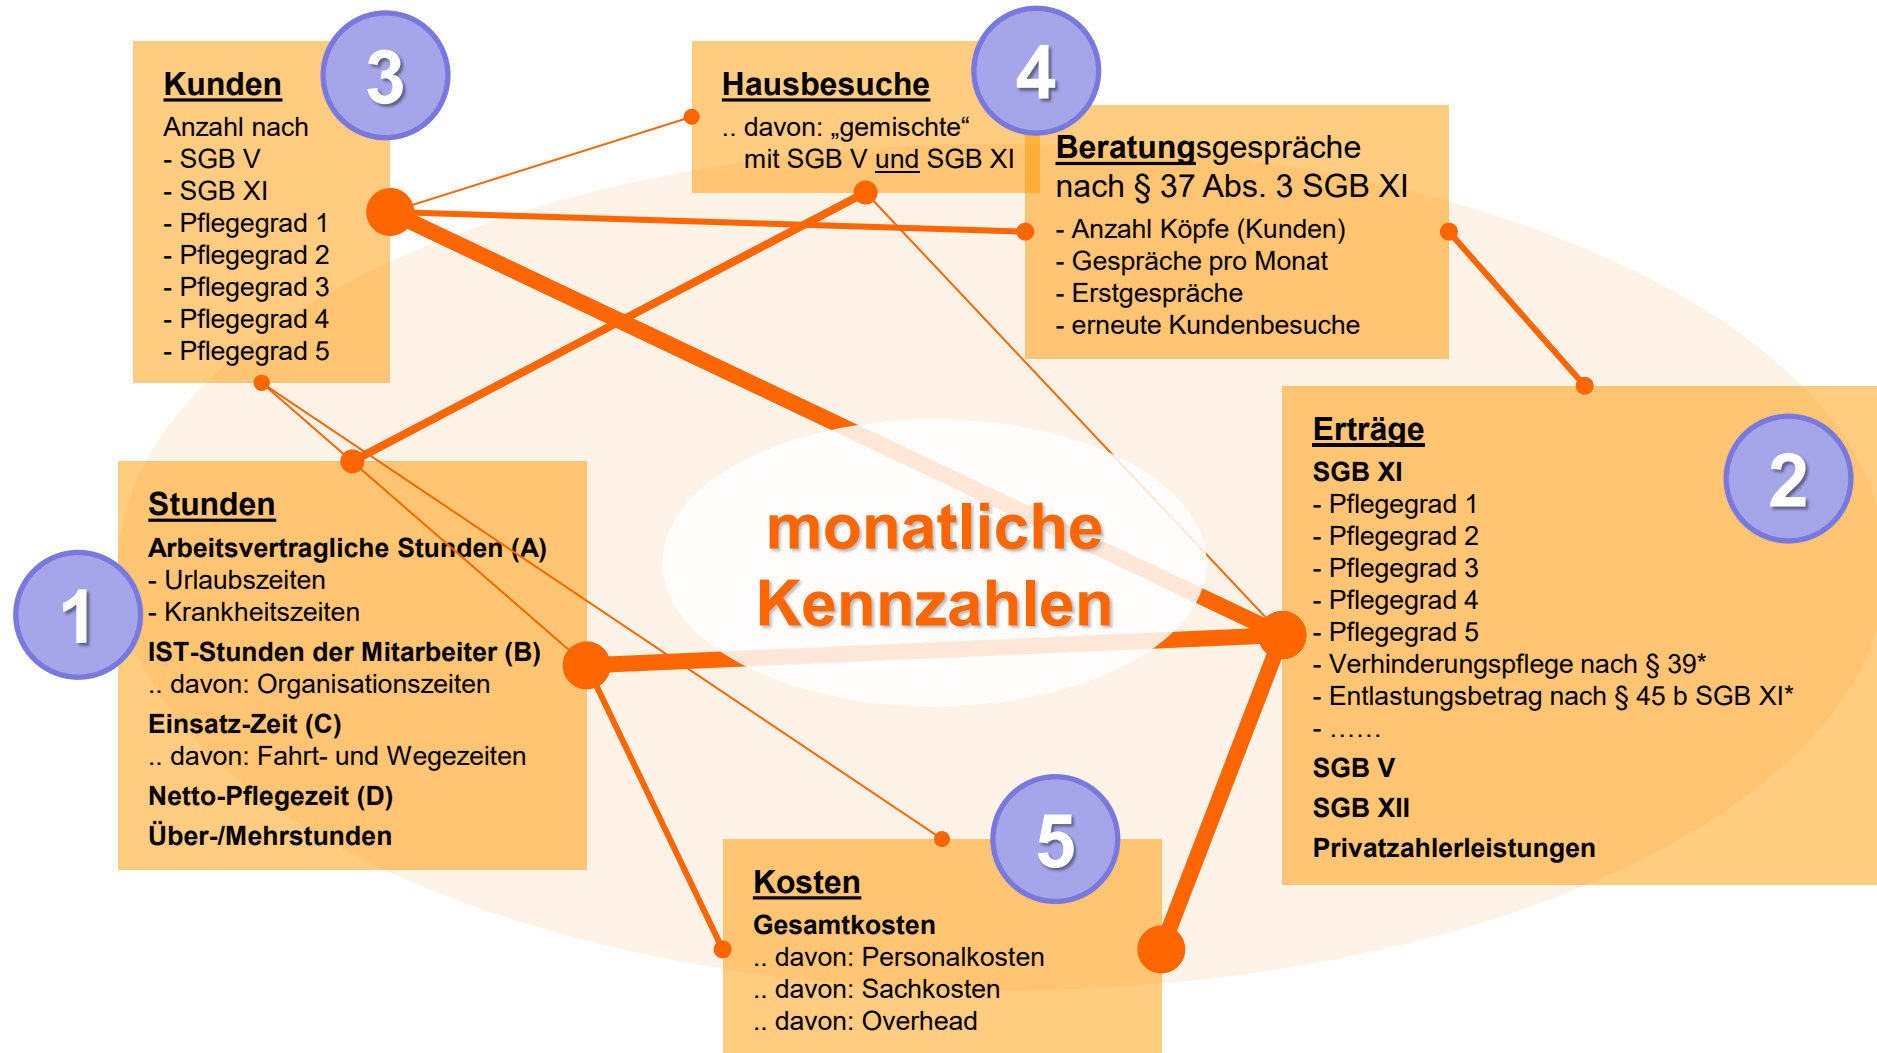 3
Kunden
Anzahl nach
- SGB V
- SGB XI
- Pflegegrad 1
- Pflegegrad 2
- Pflegegrad 3
- Pflegegrad 4
- Pflegegrad 5
4
Hausbesuche
.. davon: „gemischte“
mit SGB V und SGB XI
Beratungsgespräche
nach § 37 Abs. 3 SGB XI
- Anzahl Köpfe (Kunden)
- Gespräche pro Monat
- Erstgespräche
- erneute Kundenbesuche
1
Stunden
Arbeitsvertragliche Stunden (A)
- Urlaubszeiten
- Krankheitszeiten
IST-Stunden der Mitarbeiter (B)
.. davon: Organisationszeiten
Einsatz-Zeit (C)
.. davon: Fahrt- und Wegezeiten
Netto-Pflegezeit (D)
Über-/Mehrstunden
monatliche
Kennzahlen
2
Erträge
SGB XI
- Pflegegrad 1
- Pflegegrad 2
- Pflegegrad 3
- Pflegegrad 4
- Pflegegrad 5
- Verhinderungspflege nach § 39*
- Entlastungsbetrag nach § 45 b SGB XI*
- ……
SGB V
SGB XII
Privatzahlerleistungen
5
Kosten
Gesamtkosten
.. davon: Personalkosten
.. davon: Sachkosten
.. davon: Overhead